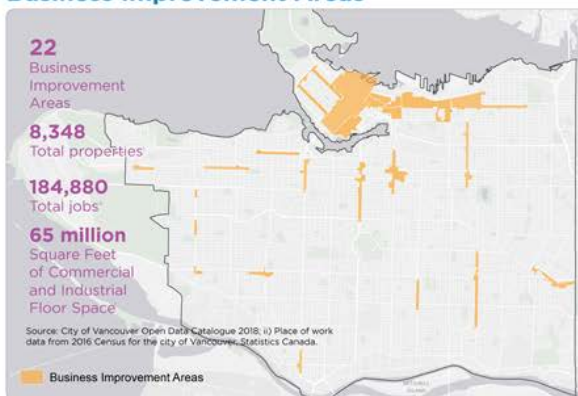 Business Improvement Areas
22
Business
Improvement
Areas
8,348
Total properties
184,880
Total jobs
65 million
Square Feet
of Commercial
and Industrial
Floor Space
Source: City of Vancouver Open Data Catalogue 2018; ii) Place of work
data from 2016 Census for the city of Vancouver, Statistics Canada.
Business Improvement Areas